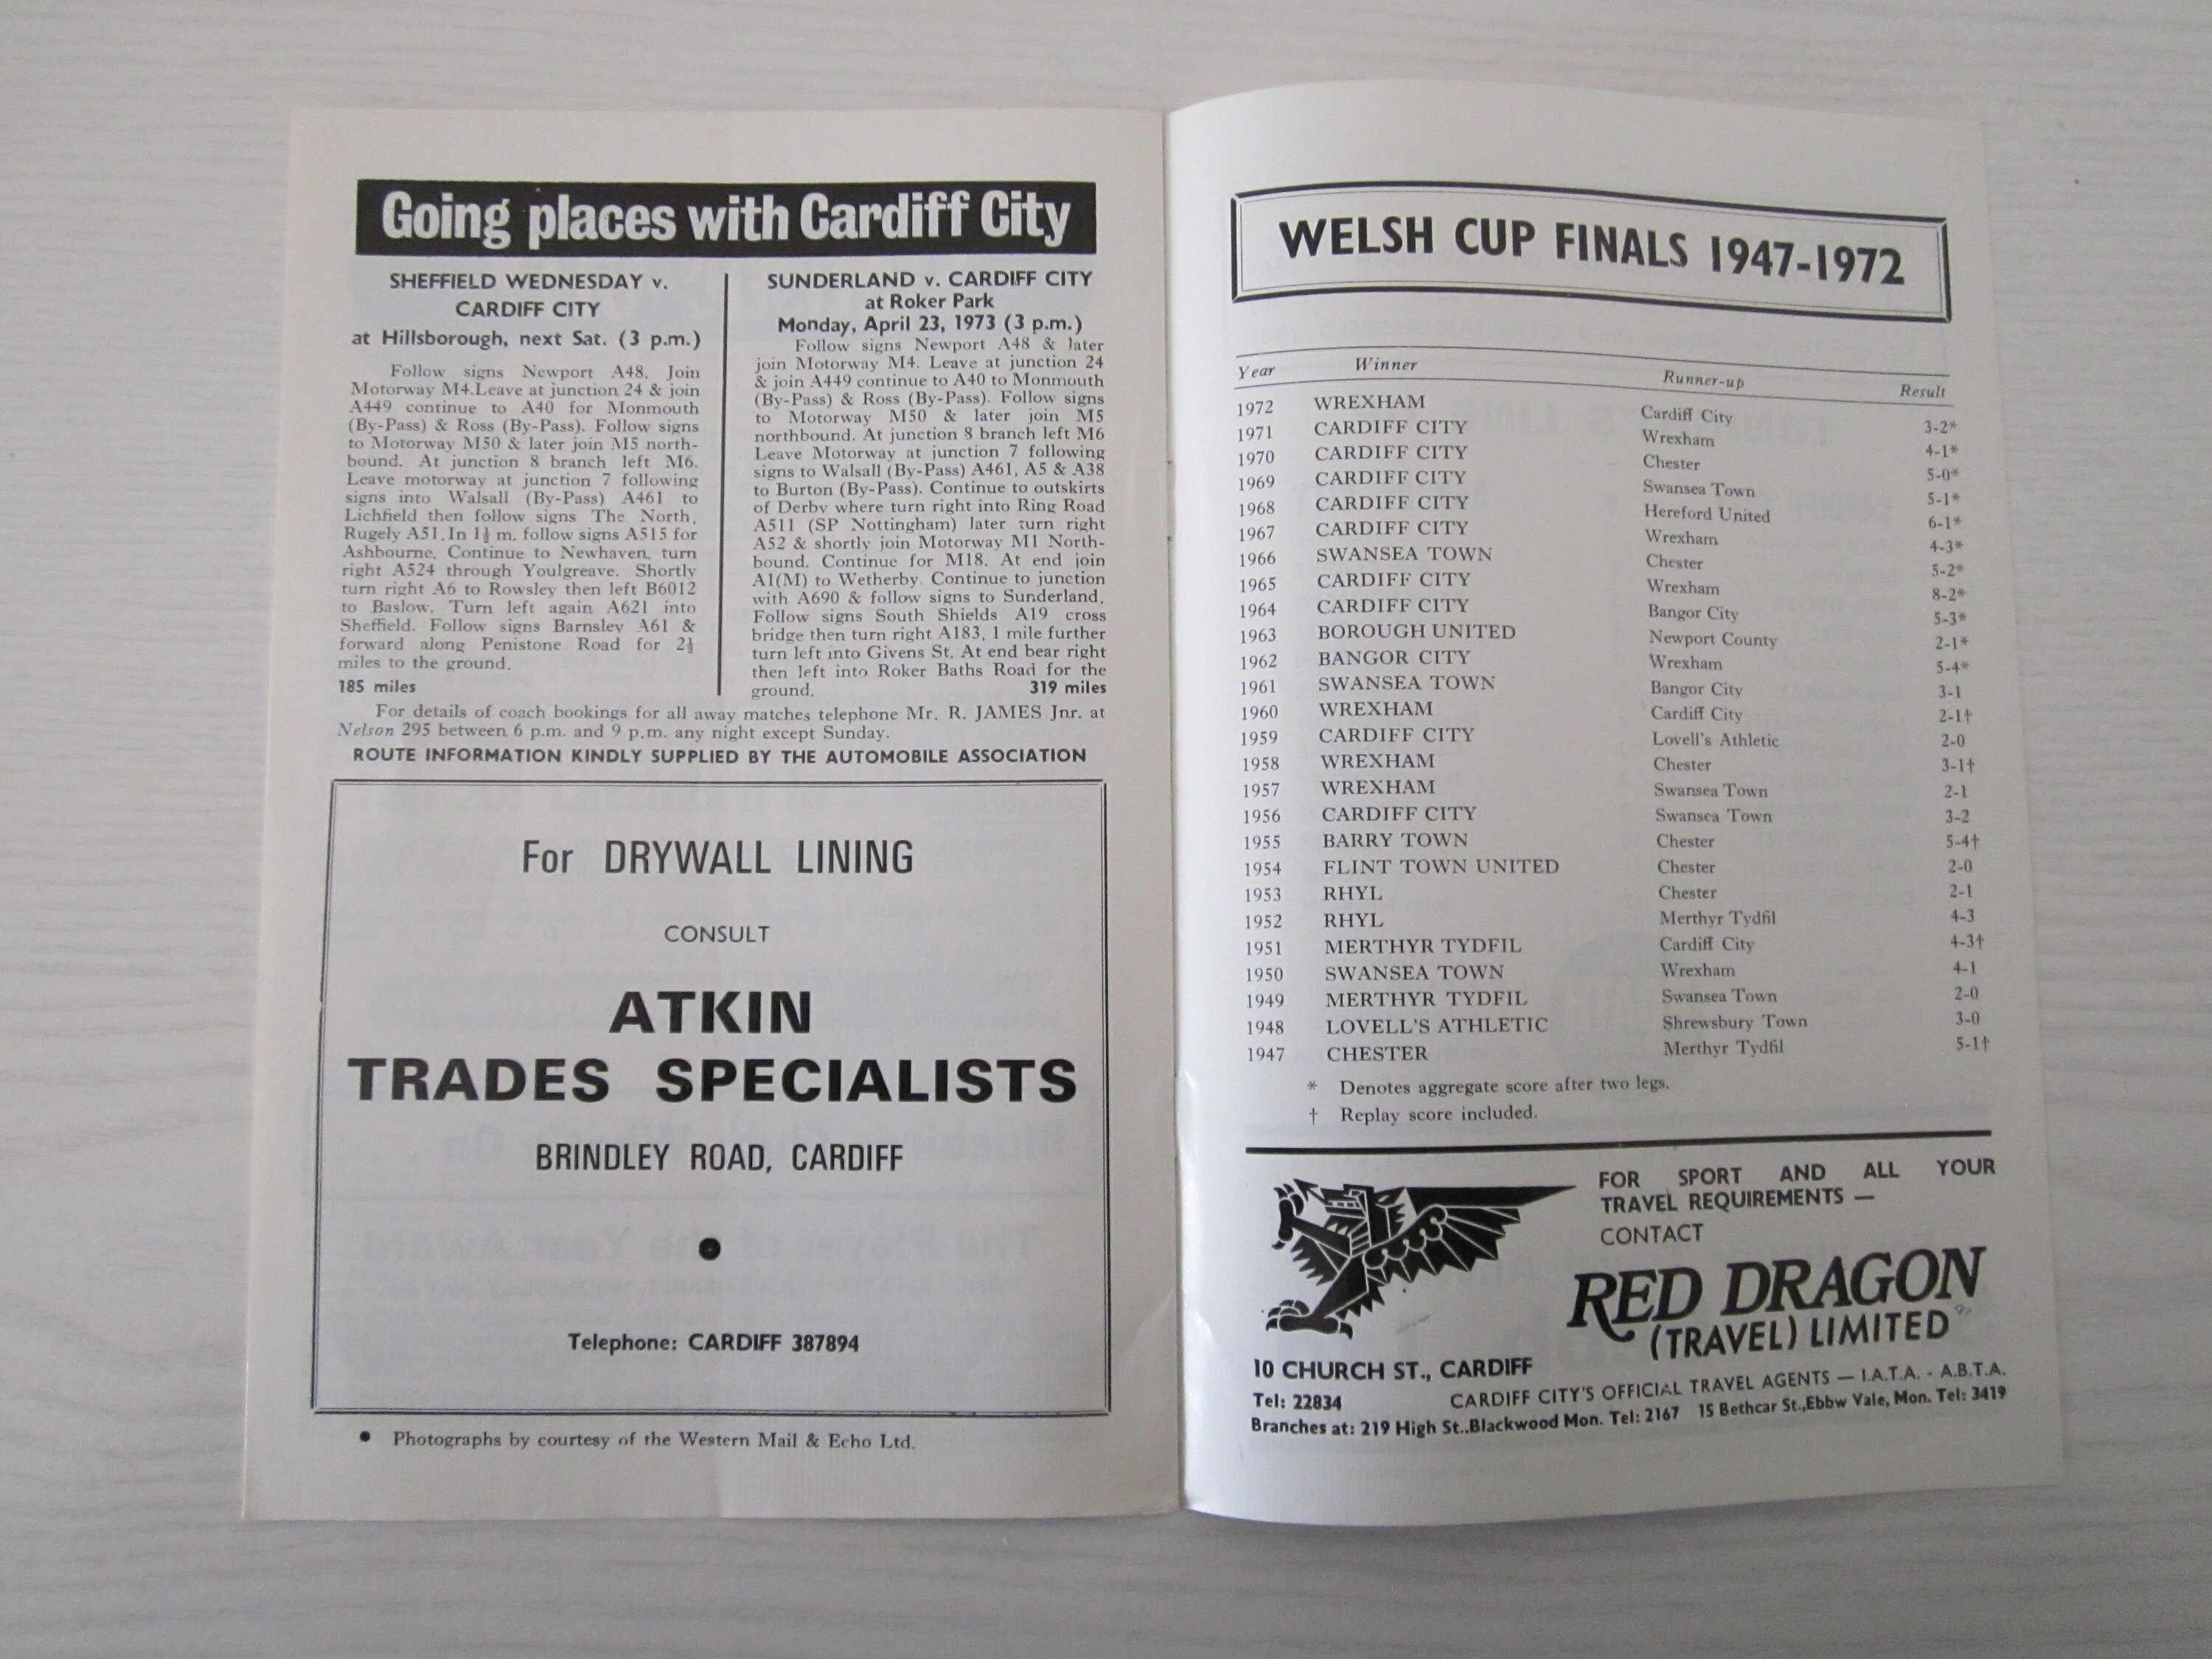 Going places with Cardiff City
SHEFFIELD WEDNESDAY v.
CARDIFF CITY
at Hillsborough, next Sat. (3 p.m.)
Follow signs Newport A48. Join
Motorway M4.Leave at junction 24 & join
A449 continue to A40 for Monmouth
(By-Pass) & Ross (By-Pass). Follow signs
to Motorway M50 & later join M5 north-
bound. At junction 8 branch left M6.
Leave motorway at junction 7 following
signs into Walsall (By-Pass) A461 to
Lichfield then follow signs The North,
Rugely A51. In 1½ m. follow signs A515 for
Ashbourne. Continue to Newhaven, turn
right A524 through Youlgreave. Shortly
turn right A6 to Rowsley then left B6012
to Baslow. Turn left again A621 into
Sheffield. Follow signs Barnsley A61 &
forward along Penistone Road for 2½
miles to the ground.
185 miles
SUNDERLAND v. CARDIFF CITY
at Roker Park
Monday, April 23, 1973 (3 p.m.)
Follow signs Newport A48 & later
join Motorway M4. Leave at junction 24
& join A449 continue to A40 to Monmouth
(By-Pass) & Ross (By-Pass). Follow signs
to Motorway M50 & later join M5
northbound. At junction 8 branch left M6
Leave Motorway at junction 7 following
signs to Walsall (By-Pass) A461, A5 & A38
to Burton (By-Pass). Continue to outskirts
of Derby where turn right into Ring Road
A511 (SP Nottingham) later turn right
A52 & shortly join Motorway M1 North-
bound. Continue for M18. At end join
A1(M) to Wetherby. Continue to junction
with A690 & follow signs to Sunderland.
Follow signs South Shields A19 cross
bridge then turn right A183, 1 mile further
turn left into Givens St. At end bear right
then left into Roker Baths Road for the
ground. 319 miles
For details of coach bookings for all away matches telephone Mr. R. JAMES Jnr. at
Nelson 295 between 6 p.m. and 9 p.m. any night except Sunday.
ROUTE INFORMATION KINDLY SUPPLIED BY THE AUTOMOBILE ASSOCIATION
For DRYWALL LINING
CONSULT
ATKIN
TRADES SPECIALISTS
BRINDLEY ROAD, CARDIFF
Telephone: CARDIFF 387894
• Photographs by courtesy of the Western Mail & Echo Ltd.
WELSH CUP FINALS 1947-1972
Year Winner Runner-up Result
1972 WREXHAM Cardiff City 3-2*
1971 CARDIFF CITY Wrexham 4-1*
1970 CARDIFF CITY Chester 5-0*
1969 CARDIFF CITY Swansea Town 5-1*
1968 CARDIFF CITY Hereford United 6-1*
1967 CARDIFF CITY Wrexham 4-3*
1966 SWANSEA TOWN Chester 5-2*
1965 CARDIFF CITY Wrexham 8-2*
1964 CARDIFF CITY Bangor City 5-3*
1963 BOROUGH UNITED Newport County 2-1*
1962 BANGOR CITY Wrexham 5-4*
1961 SWANSEA TOWN Bangor City 3-1
1960 WREXHAM Cardiff City 2-1†
1959 CARDIFF CITY Lovell's Athletic 2-0
1958 WREXHAM Chester 3-1†
1957 WREXHAM Swansea Town 2-1
1956 CARDIFF CITY Swansea Town 3-2
1955 BARRY TOWN Chester 5-4†
1954 FLINT TOWN UNITED Chester 2-0
1953 RHYL Chester 2-1
1952 RHYL Merthyr Tydfil 4-3
1951 MERTHYR TYDFIL Cardiff City 4-3†
1950 SWANSEA TOWN Wrexham 4-1
1949 MERTHYR TYDFIL Swansea Town 2-0
1948 LOVELL'S ATHLETIC Shrewsbury Town 3-0
1947 CHESTER Merthyr Tydfil 5-1†
* Denotes aggregate score after two legs.
† Replay score included.
FOR SPORT AND ALL YOUR
TRAVEL REQUIREMENTS —
CONTACT
RED DRAGON
(TRAVEL) LIMITED
10 CHURCH ST., CARDIFF
Tel: 22834 CARDIFF CITY'S OFFICIAL TRAVEL AGENTS — I.A.T.A. - A.B.T.A.
Branches at: 219 High St.,Blackwood Mon. Tel: 2167 15 Bethcar St.,Ebbw Vale, Mon. Tel: 3419